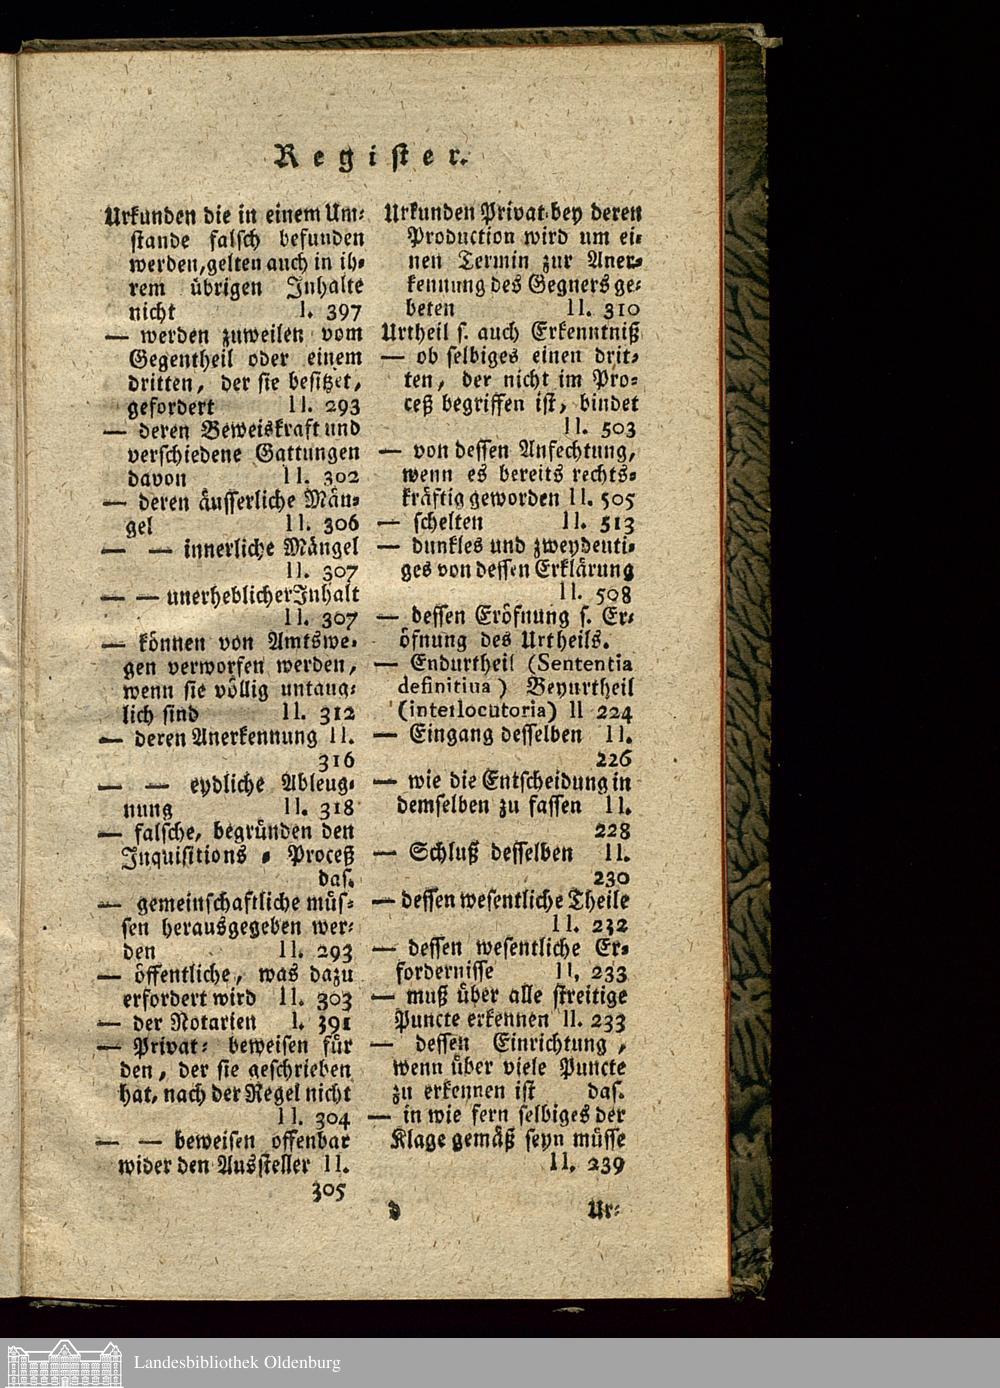 Register.
Urkunden die in einem Um-
stande falsch befunden
werden, gelten auch in ih-
rem übrigen Inhalte
nicht I. 397
— werden zuweilen vom
Gegentheil oder einem
dritten, der sie besitzet,
gefordert II. 293
— deren Beweiskraft und
verschiedene Gattungen
davon II. 302
— deren äusserliche Män-
gel II. 306
— — innerliche Mängel
II. 307
— — unerheblicher Inhalt
II. 307
— können von Amtswe-
gen verworfen werden,
wenn sie völlig untaug-
lich sind II. 312
— deren Anerkennung II.
316
— — eydliche Ableug-
nung II. 318
— falsche, begründen den
Inquisitions-Proceß
das.
— gemeinschaftliche müs-
sen herausgegeben wer-
den II. 293
— öffentliche, was dazu
erfordert wird II. 303
— der Notarien I. 391
— Privat- beweisen für
den, der sie geschrieben
hat, nach der Regel nicht
II. 304
— — beweisen offenbar
wider den Aussteller II.
305
Urkunden Privat- bey deren
Production wird um ei-
nen Termin zur Aner-
kennung des Gegners ge-
beten II. 310
Urtheil s. auch Erkenntniß
— ob selbiges einen drit-
ten, der nicht im Pro-
ceß begriffen ist, bindet
II. 503
— von dessen Anfechtung,
wenn es bereits rechts-
kräftig geworden II. 505
— schelten II. 513
— dunkles und zweydeuti-
ges von dessen Erklärung
II. 508
— dessen Eröfnung s. Er-
öfnung des Urtheils.
— Endurtheil (Sententia
definitiua) Beyurtheil
(interlocutoria) II 224
— Eingang desselben II.
226
— wie die Entscheidung in
demselben zu fassen II.
228
— Schluß desselben II.
230
— dessen wesentliche Theile
II. 232
— dessen wesentliche Er-
fordernisse II. 233
— muß über alle streitige
Puncte erkennen II. 233
— dessen Einrichtung,
wenn über viele Puncte
zu erkennen ist das.
— in wie fern selbiges der
Klage gemäß seyn müsse
II. 239
d Ur-
Landesbibliothek Oldenburg